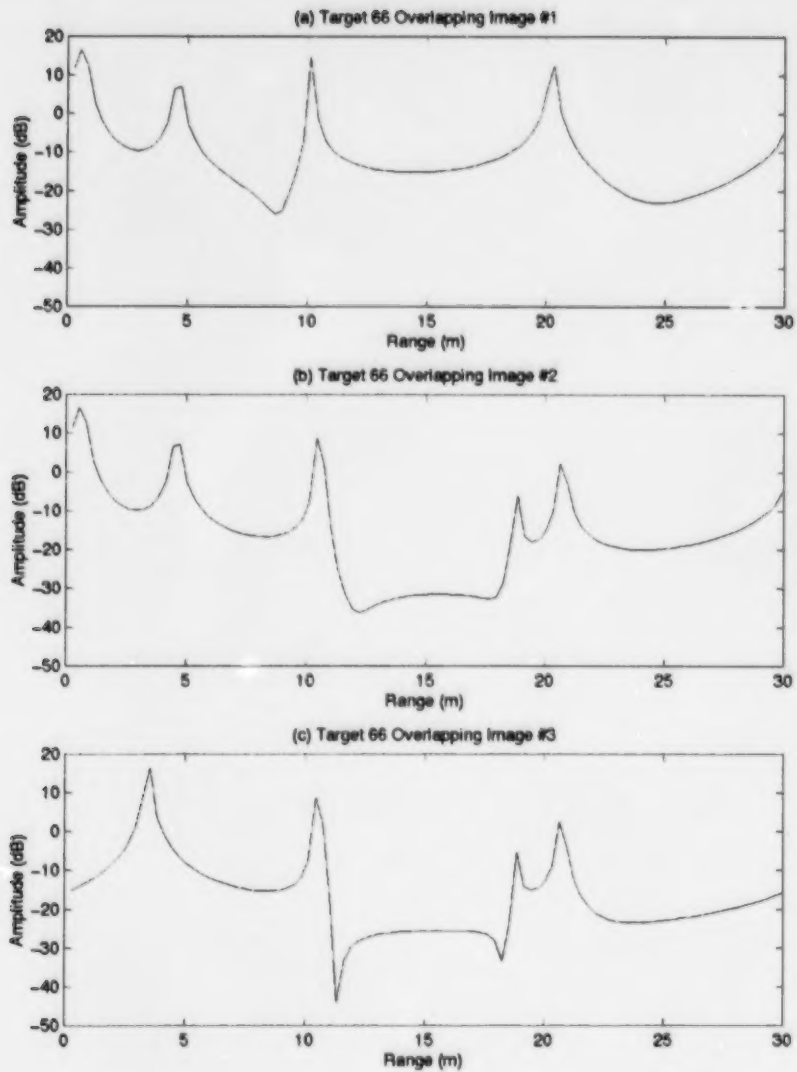 (a) Target 66 Overlapping Image #1
20
10
0
-10
-20
-30
-40
-50
Amplitude (dB)
0 5 10 15 20 25 30
Range (m)
(b) Target 66 Overlapping Image #2
20
10
0
-10
-20
-30
-40
-50
Amplitude (dB)
0 5 10 15 20 25 30
Range (m)
(c) Target 66 Overlapping Image #3
20
10
0
-10
-20
-30
-40
-50
Amplitude (dB)
0 5 10 15 20 25 30
Range (m)